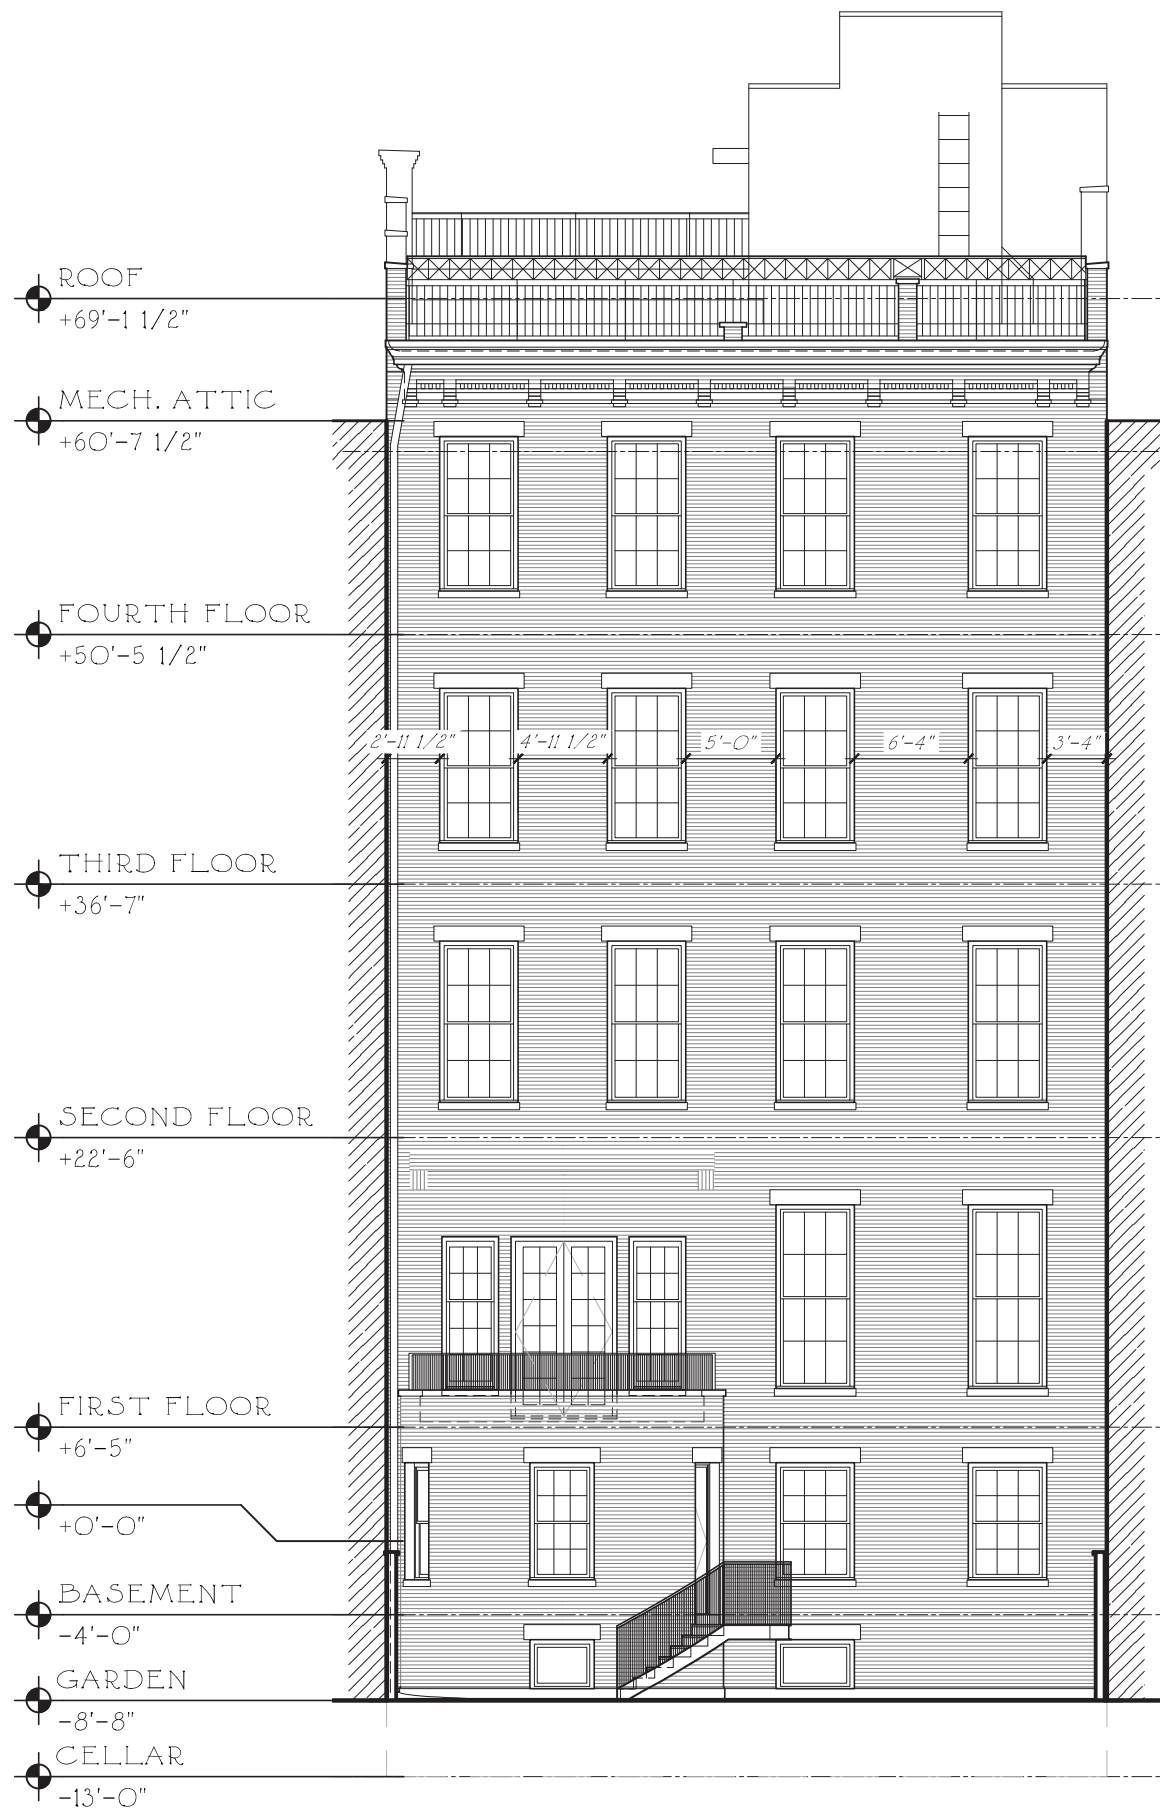 ROOF
+69'-1 1/2"
MECH. ATTIC
+60'-7 1/2"
FOURTH FLOOR
+50'-5 1/2"
2'-11 1/2"
4'-11 1/2"
5'-0"
6'-4"
3'-4"
THIRD FLOOR
+36'-7"
SECOND FLOOR
+22'-6"
FIRST FLOOR
+6'-5"
+0'-0"
BASEMENT
-4'-0"
GARDEN
-8'-8"
CELLAR
-13'-0"